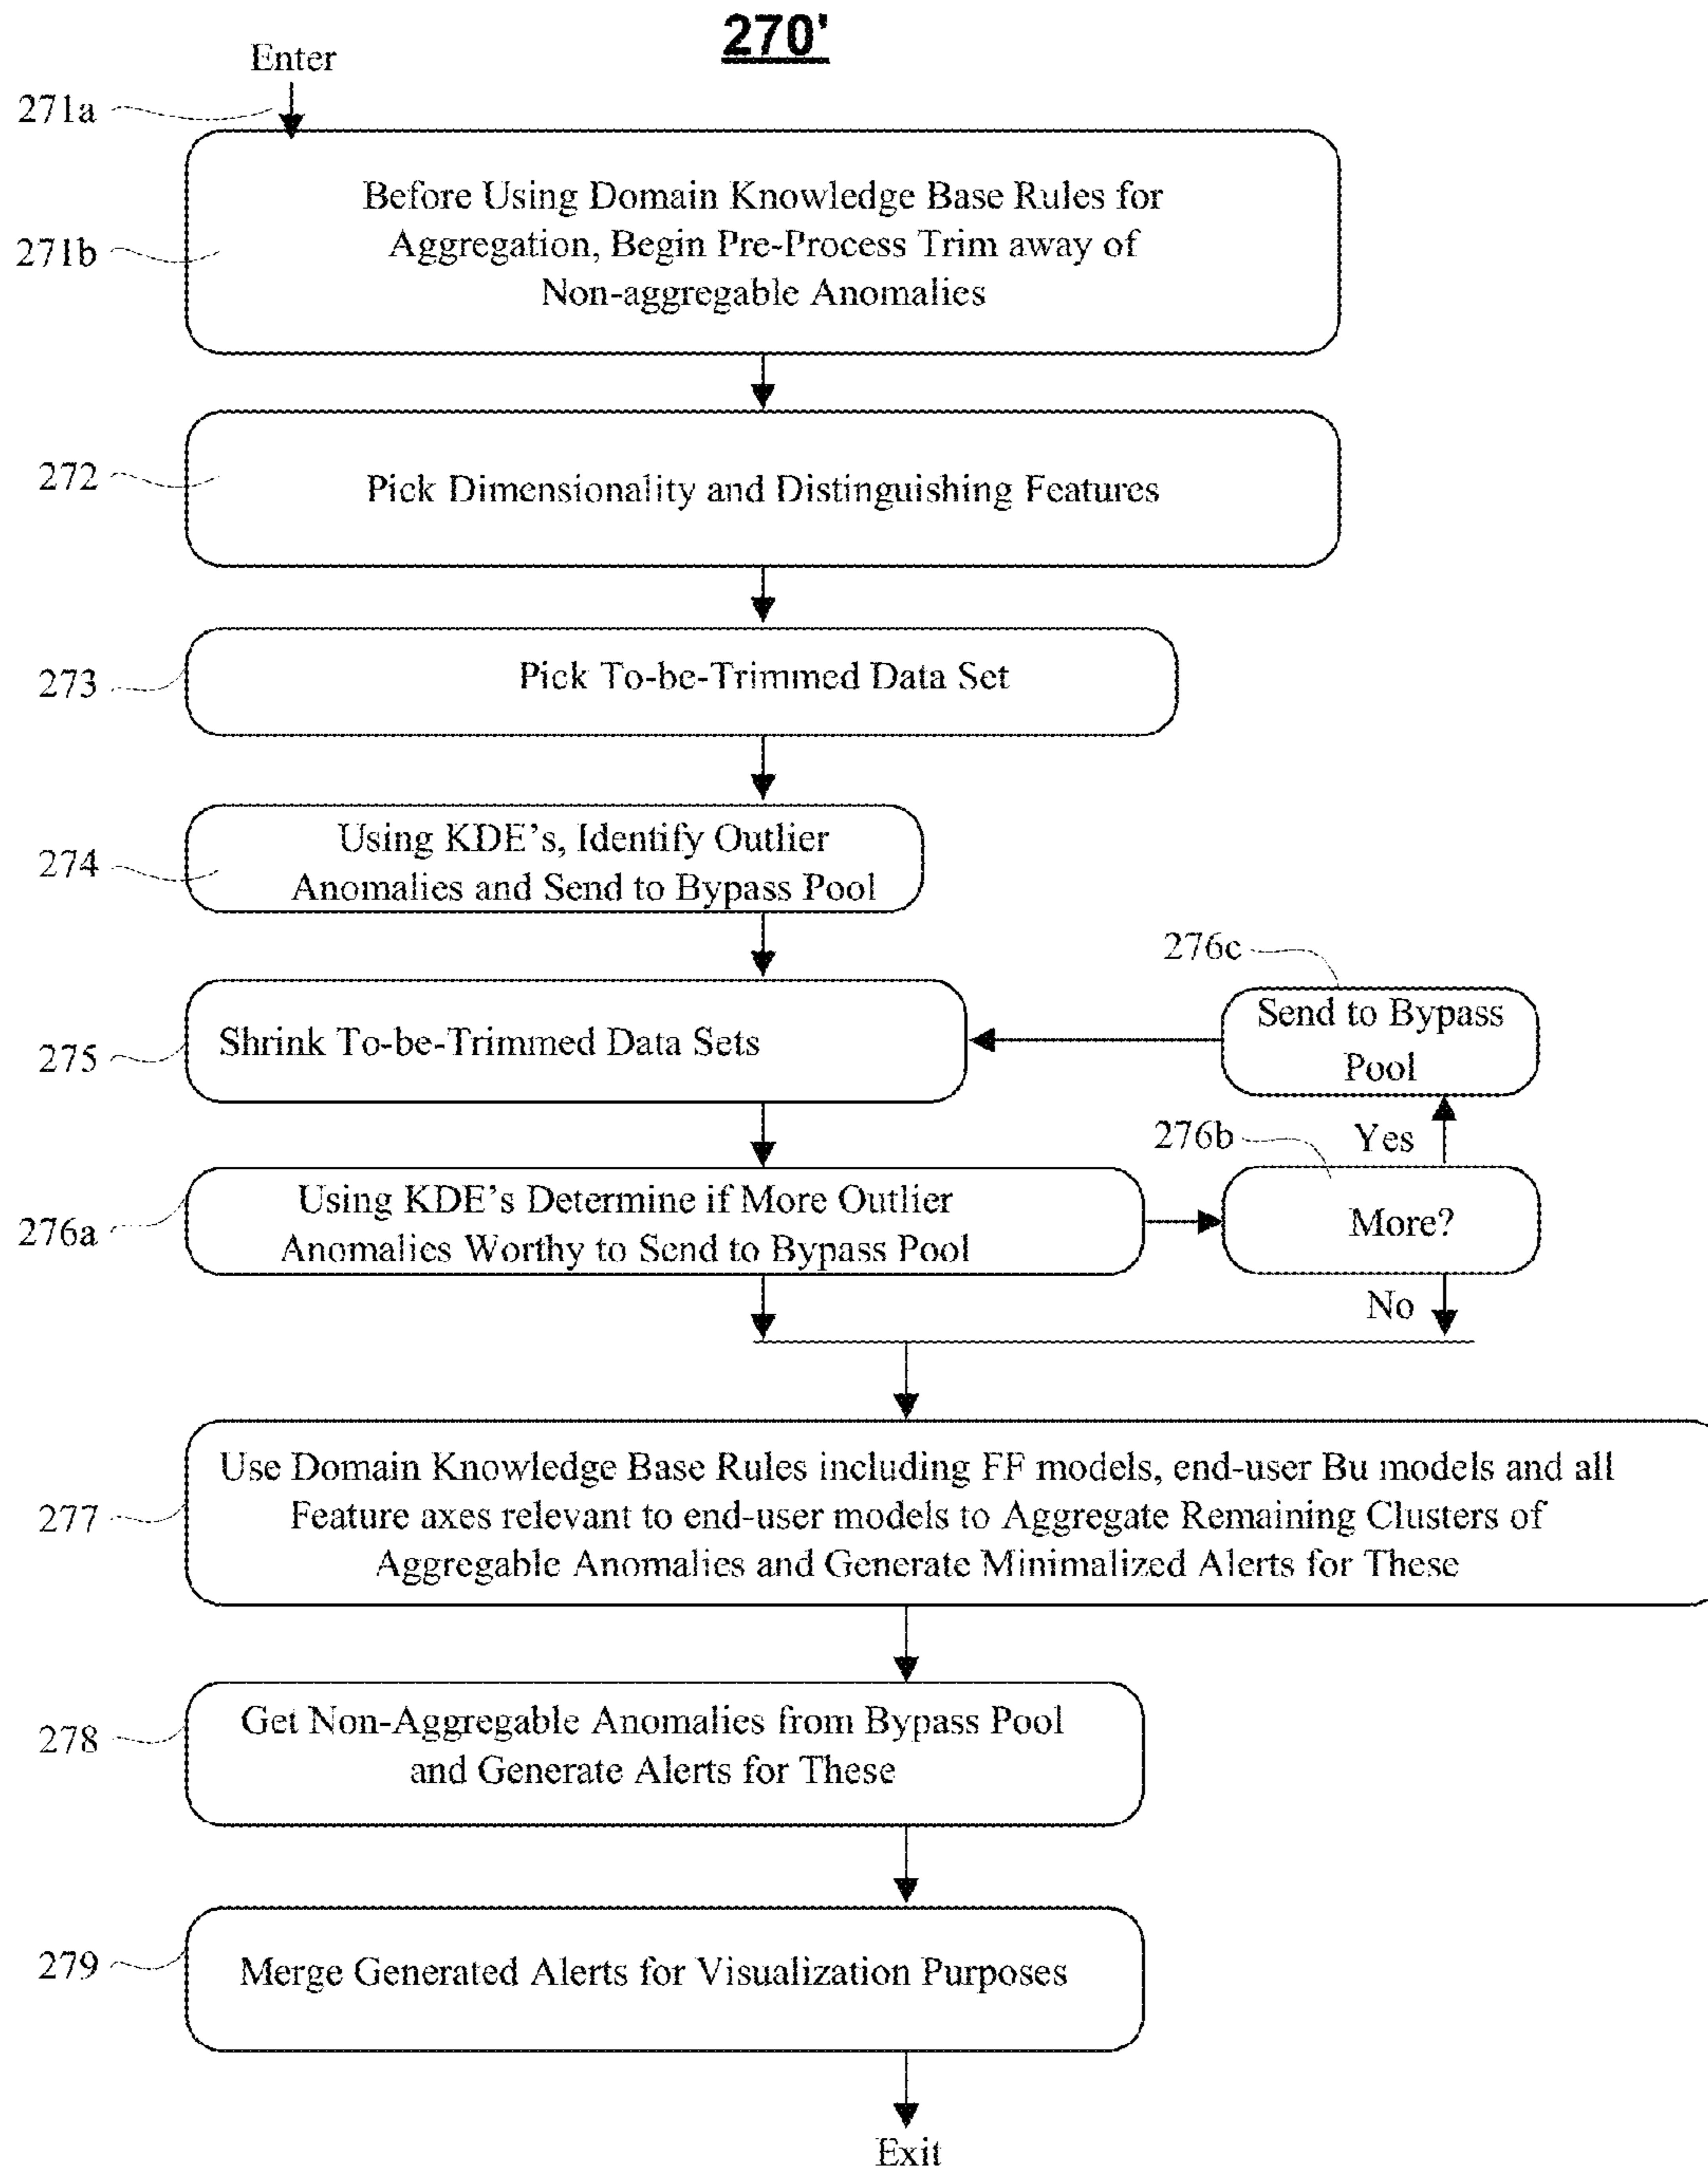 270'
Enter
271a
Before Using Domain Knowledge Base Rules for
Aggregation, Begin Pre-Process Trim away of
Non-aggregable Anomalies
271b
Pick Dimensionality and Distinguishing Features
272
Pick To-be-Trimmed Data Set
273
Using KDE's, Identify Outlier
Anomalies and Send to Bypass Pool
274
276c
Send to Bypass
Pool
Shrink To-be-Trimmed Data Sets
275
276b
Yes
Using KDE's Determine if More Outlier
Anomalies Worthy to Send to Bypass Pool
276a
More?
No
Use Domain Knowledge Base Rules including FF models, end-user Bu models and all
Feature axes relevant to end-user models to Aggregate Remaining Clusters of
Aggregable Anomalies and Generate Minimalized Alerts for These
277
Get Non-Aggregable Anomalies from Bypass Pool
and Generate Alerts for These
278
Merge Generated Alerts for Visualization Purposes
279
Exit